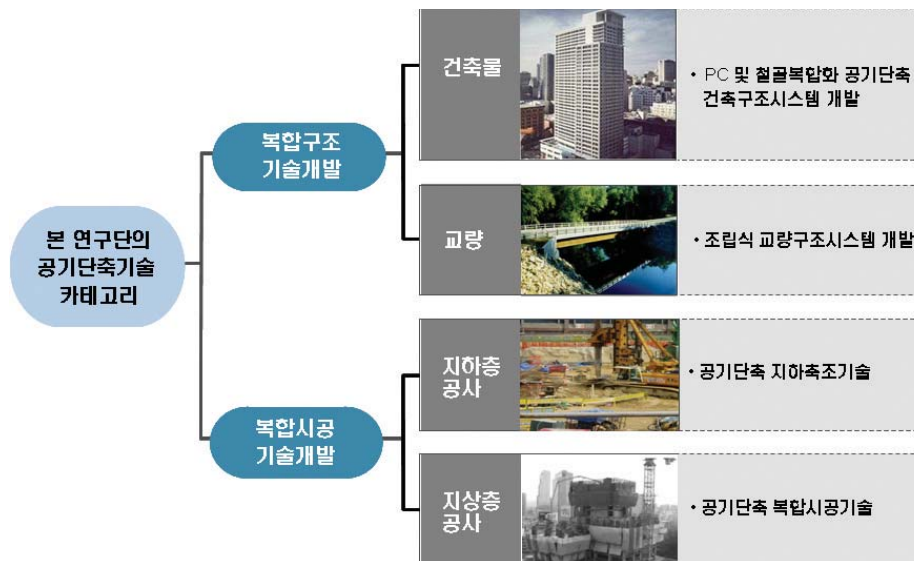 본 연구단의
공기단축기술
카테고리
복합구조
기술개발
건축물
• PC 및 철골복합화 공기단축
건축구조시스템 개발
교량
• 조립식 교량구조시스템 개발
복합시공
기술개발
지하층
공사
• 공기단축 지하축조기술
지상층
공사
• 공기단축 복합시공기술